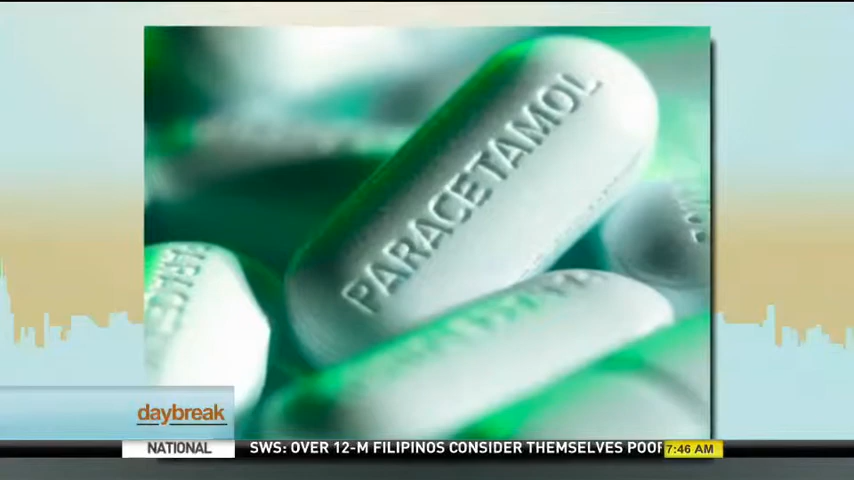 PARACETAMOL
daybreak
NATIONAL SWS: OVER 12-M FILIPINOS CONSIDER THEMSELVES POOR 7:46 AM